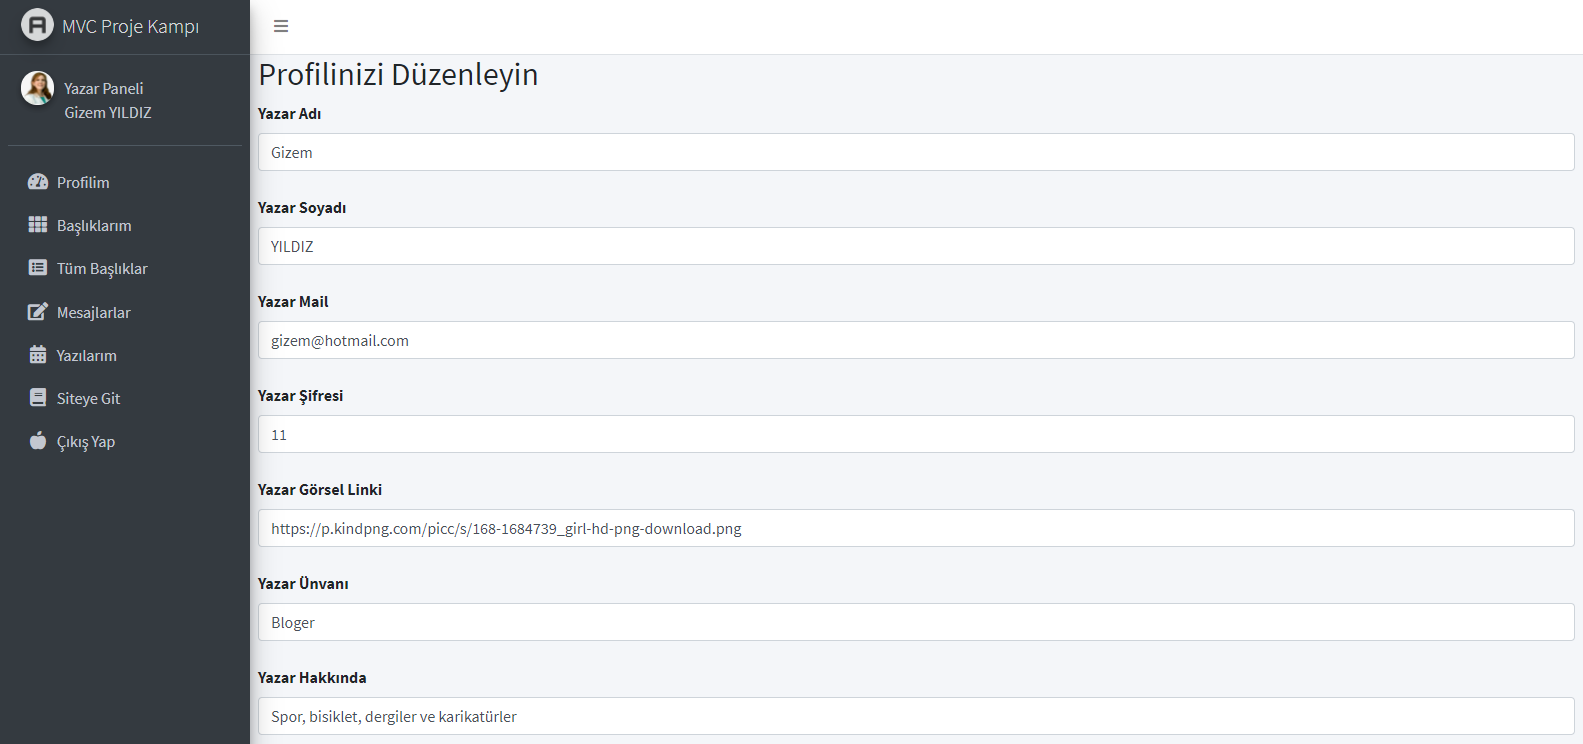 MVC Proje Kampı
Yazar Paneli
Gizem YILDIZ
Profilim
Başlıklarım
Tüm Başlıklar
Mesajlarlar
Yazılarım
Siteye Git
Çıkış Yap
Profilinizi Düzenleyin
Yazar Adı
Gizem
Yazar Soyadı
YILDIZ
Yazar Mail
gizem@hotmail.com
Yazar Şifresi
11
Yazar Görsel Linki
https://p.kindpng.com/picc/s/168-1684739_girl-hd-png-download.png
Yazar Ünvanı
Bloger
Yazar Hakkında
Spor, bisiklet, dergiler ve karikatürler